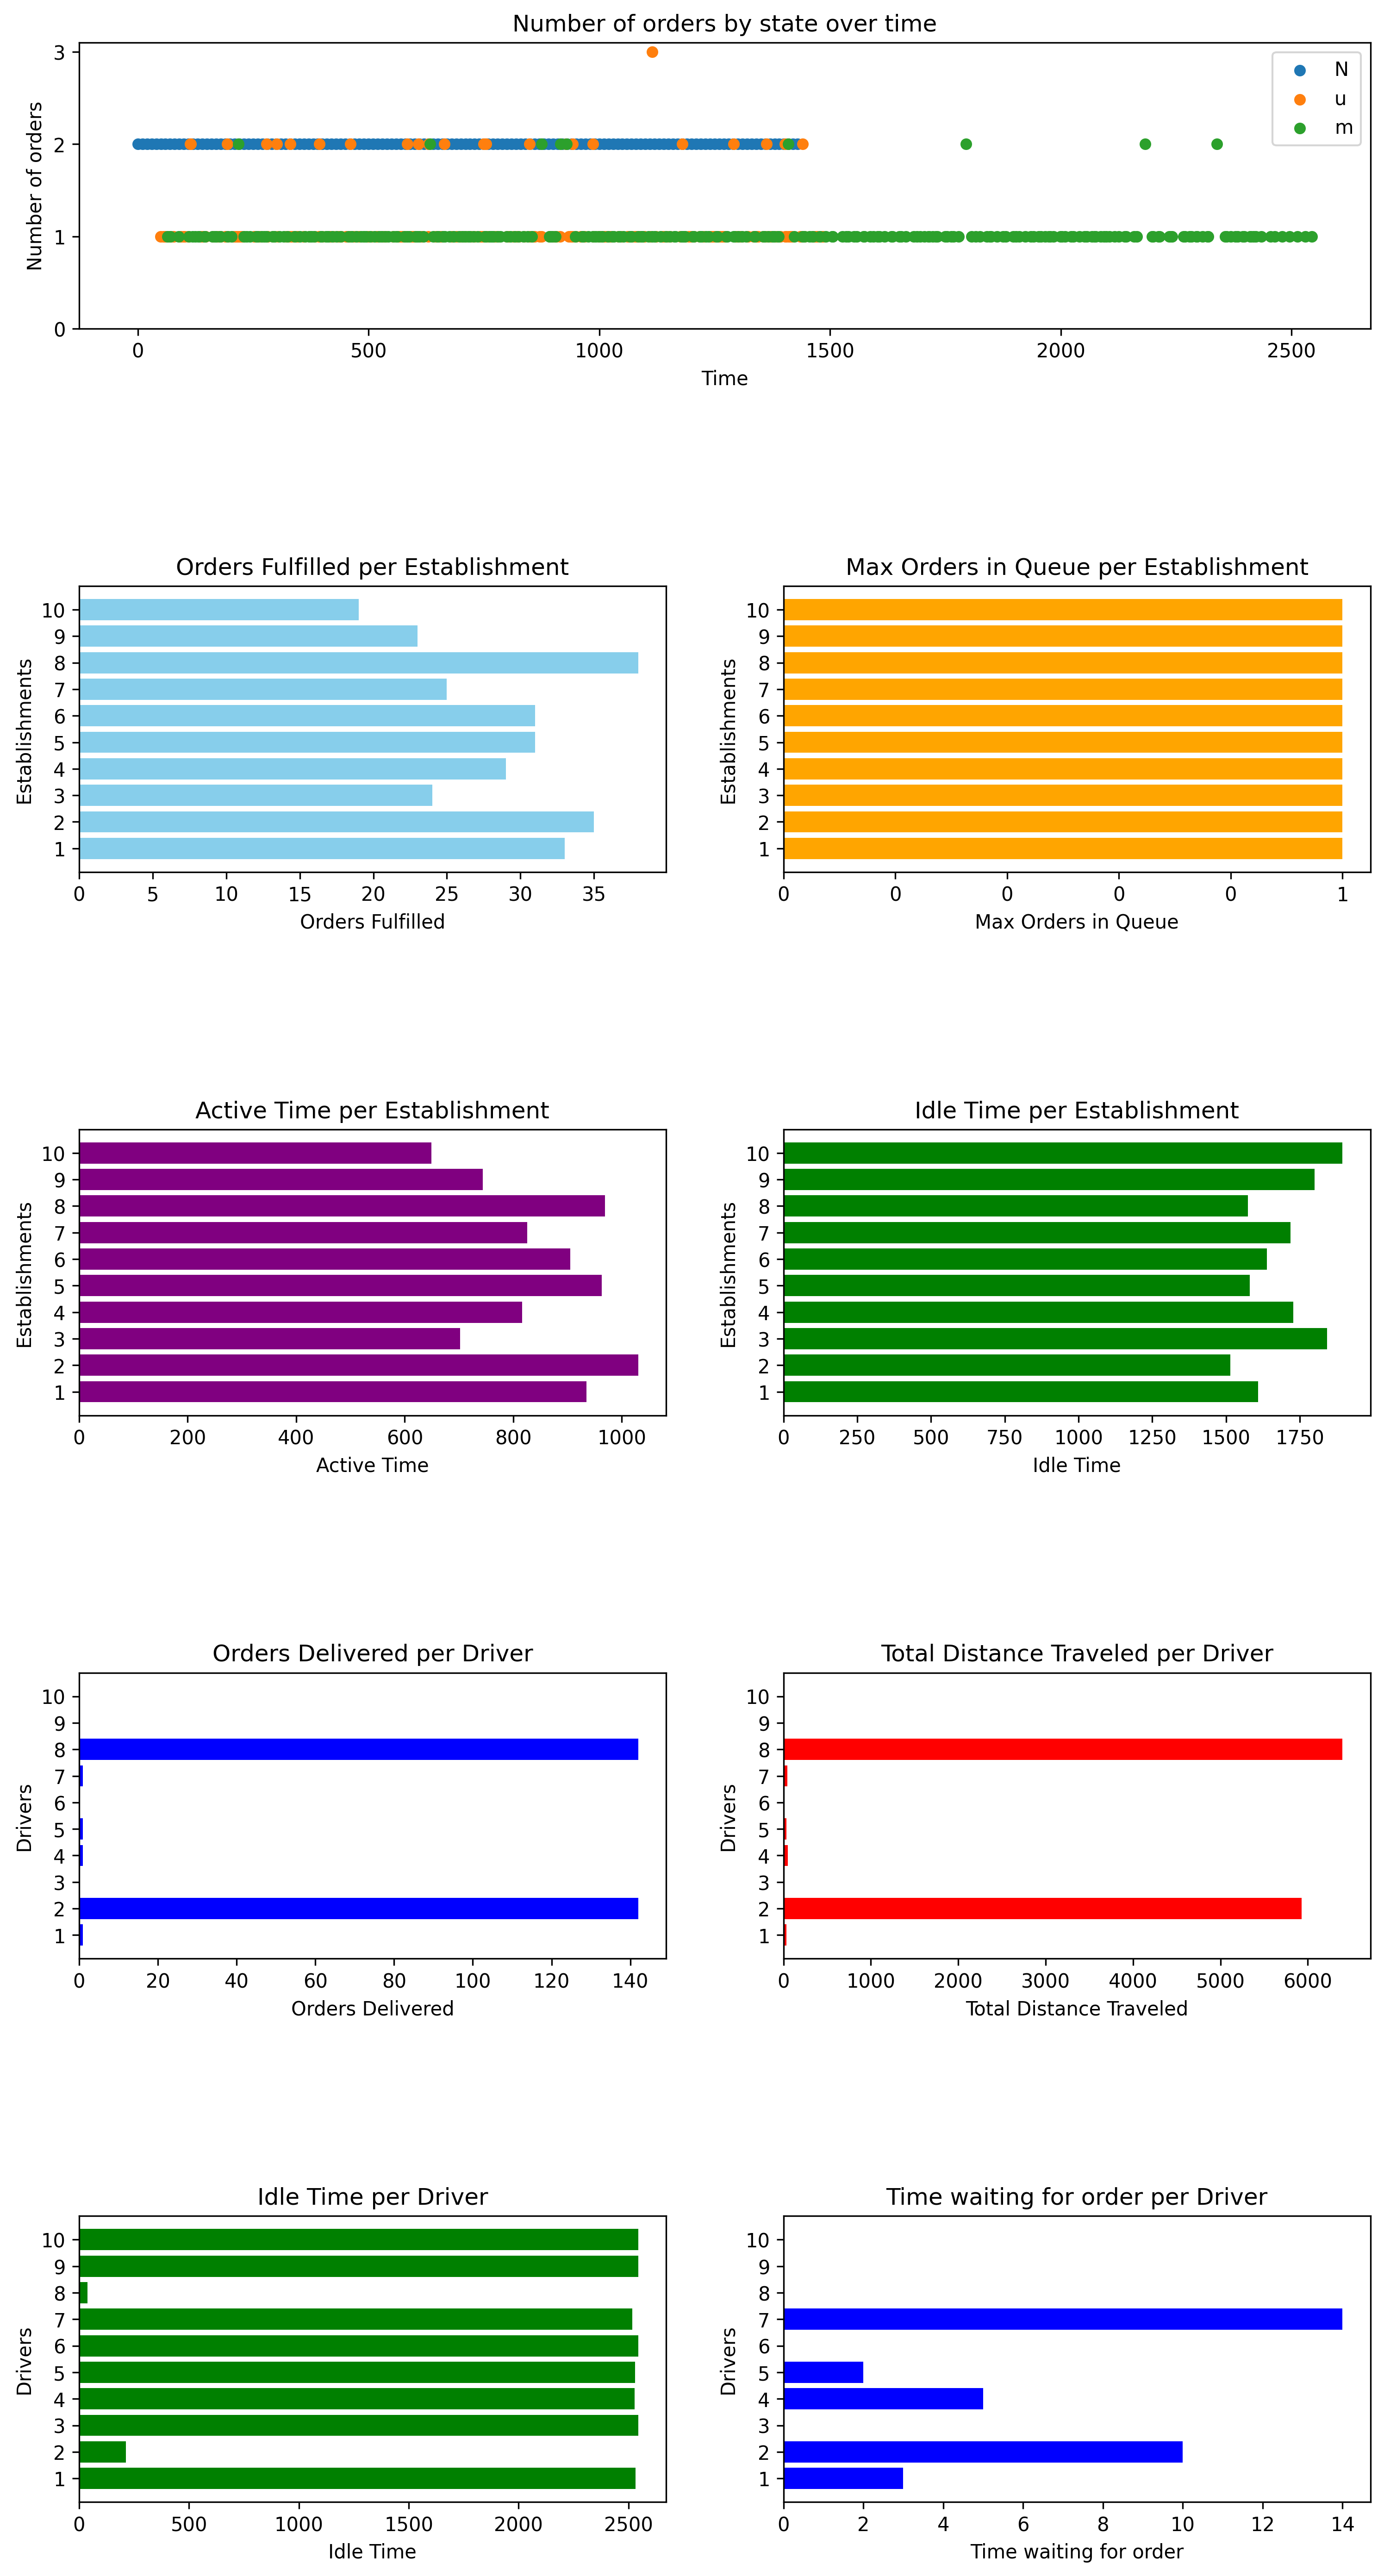 Number of orders by state over time
3
2
1
0
Number of orders
N
u
m
0 500 1000 1500 2000 2500
Time
Orders Fulfilled per Establishment
10
9
8
7
6
5
4
3
2
1
Establishments
0 5 10 15 20 25 30 35
Orders Fulfilled
Max Orders in Queue per Establishment
10
9
8
7
6
5
4
3
2
1
Establishments
0 0 0 0 0 1
Max Orders in Queue
Active Time per Establishment
10
9
8
7
6
5
4
3
2
1
Establishments
0 200 400 600 800 1000
Active Time
Idle Time per Establishment
10
9
8
7
6
5
4
3
2
1
Establishments
0 250 500 750 1000 1250 1500 1750
Idle Time
Orders Delivered per Driver
10
9
8
7
6
5
4
3
2
1
Drivers
0 20 40 60 80 100 120 140
Orders Delivered
Total Distance Traveled per Driver
10
9
8
7
6
5
4
3
2
1
Drivers
0 1000 2000 3000 4000 5000 6000
Total Distance Traveled
Idle Time per Driver
10
9
8
7
6
5
4
3
2
1
Drivers
0 500 1000 1500 2000 2500
Idle Time
Time waiting for order per Driver
10
9
8
7
6
5
4
3
2
1
Drivers
0 2 4 6 8 10 12 14
Time waiting for order